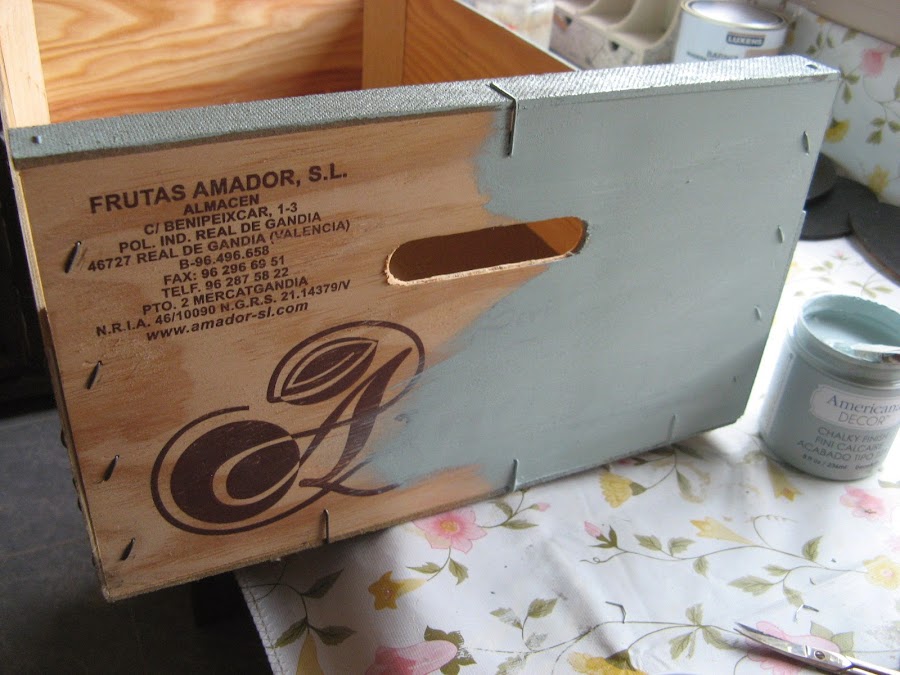 FRUTAS AMADOR, S.L.
ALMACEN
C/ BENIPEIXCAR, 1-3
POL. IND. REAL DE GANDIA
46727 REAL DE GANDIA (VALENCIA)
B-96.496.658
FAX: 96 296 69 51
TELF. 96 287 58 22
PTO. 2 MERCATGANDIA
N.R.I.A. 46/10090 N.G.R.S. 21.14379/V
www.amador-sl.com
A
LUXENS
Americana
DECOR
CHALKY FINISH
ACABADO TIPO